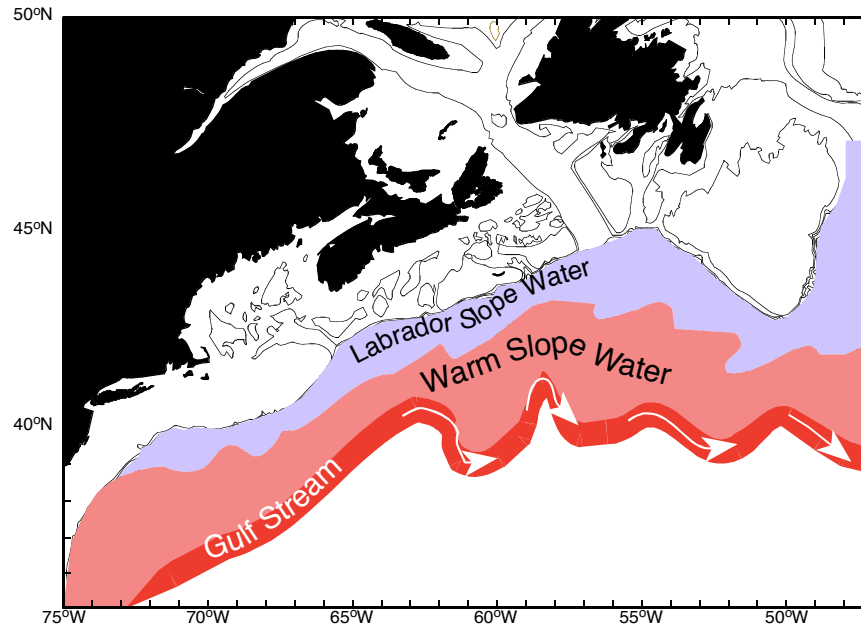 50ºN
45ºN
Labrador Slope Water
Warm Slope Water
40ºN
Gulf Stream
75ºW 70ºW 65ºW 60ºW 55ºW 50ºW